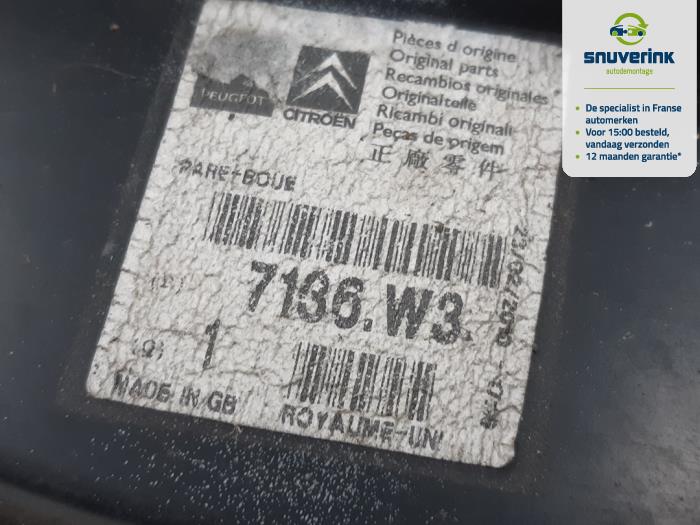 Pièces d origine
Original parts
Recambios originales
Originalteile
Ricambi originali
Peças de origem
正廠零件
PEUGEOT
CITROËN
PARE-BOUE
(P)
7136.W3
(Q) 1
MADE IN GB
ROYAUME-UNI
snuverink
autodemontage
• De specialist in Franse
automerken
• Voor 15:00 besteld,
vandaag verzonden
• 12 maanden garantie*